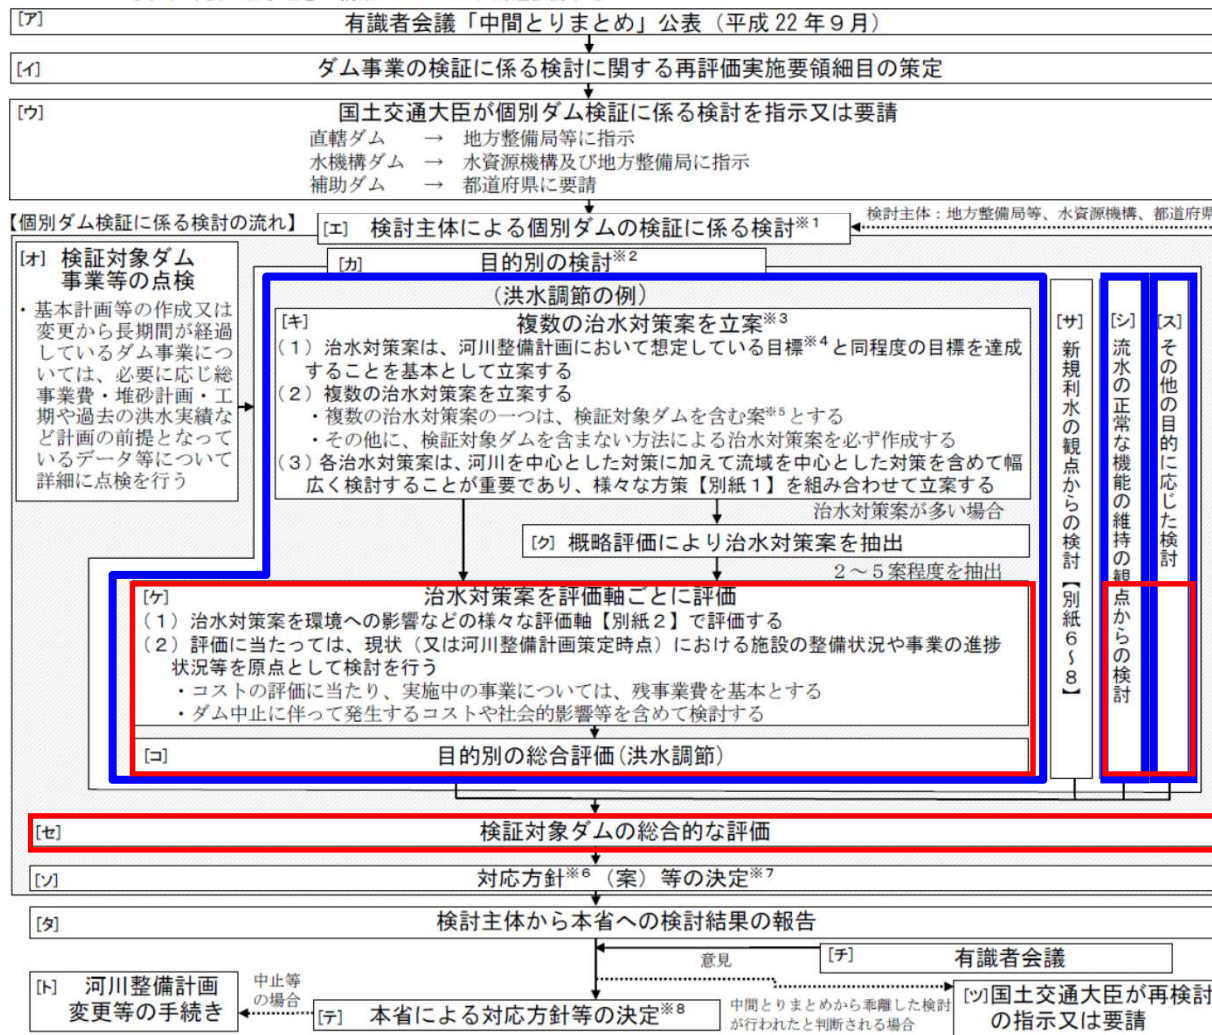 [ア] 有識者会議「中間とりまとめ」公表（平成22年９月）
[イ] ダム事業の検証に係る検討に関する再評価実施要領細目の策定
[ウ] 国土交通大臣が個別ダム検証に係る検討を指示又は要請
直轄ダム → 地方整備局等に指示
水機構ダム → 水資源機構及び地方整備局に指示
補助ダム → 都道府県に要請
【個別ダム検証に係る検討の流れ】
[エ] 検討主体による個別ダムの検証に係る検討※1
検討主体：地方整備局等、水資源機構、都道府県
[オ] 検証対象ダム
事業等の点検
・基本計画等の作成又は
変更から長期間が経過
しているダム事業につ
いては、必要に応じ総
事業費・堆砂計画・工
期や過去の洪水実績な
ど計画の前提となって
いるデータ等について
詳細に点検を行う
[カ] 目的別の検討※2
(洪水調節の例)
[キ] 複数の治水対策案を立案※3
（１）治水対策案は、河川整備計画において想定している目標※4と同程度の目標を達成
することを基本として立案する
（２）複数の治水対策案を立案する
・複数の治水対策案の一つは、検証対象ダムを含む案※5とする
・その他に、検証対象ダムを含まない方法による治水対策案を必ず作成する
（３）各治水対策案は、河川を中心とした対策に加えて流域を中心とした対策を含めて幅
広く検討することが重要であり、様々な方策【別紙１】を組み合わせて立案する
治水対策案が多い場合
[ク] 概略評価により治水対策案を抽出
２～５案程度を抽出
[ケ] 治水対策案を評価軸ごとに評価
（１）治水対策案を環境への影響などの様々な評価軸【別紙２】で評価する
（２）評価に当たっては、現状（又は河川整備計画策定時点）における施設の整備状況や事業の進捗
状況等を原点として検討を行う
・コストの評価に当たり、実施中の事業については、残事業費を基本とする
・ダム中止に伴って発生するコストや社会的影響等を含めて検討する
[コ] 目的別の総合評価(洪水調節)
[サ] 新規利水の観点からの検討【別紙６～８】
[シ] 流水の正常な機能の維持の観点からの検討
[ス] その他の目的に応じた検討
[セ] 検証対象ダムの総合的な評価
[ソ] 対応方針※6（案）等の決定※7
[タ] 検討主体から本省への検討結果の報告
意見
[チ] 有識者会議
[ト] 河川整備計画
変更等の手続き
中止等
の場合
[テ] 本省による対応方針等の決定※8
中間とりまとめから乖離した検討
が行われたと判断される場合
[ツ]国土交通大臣が再検討
の指示又は要請